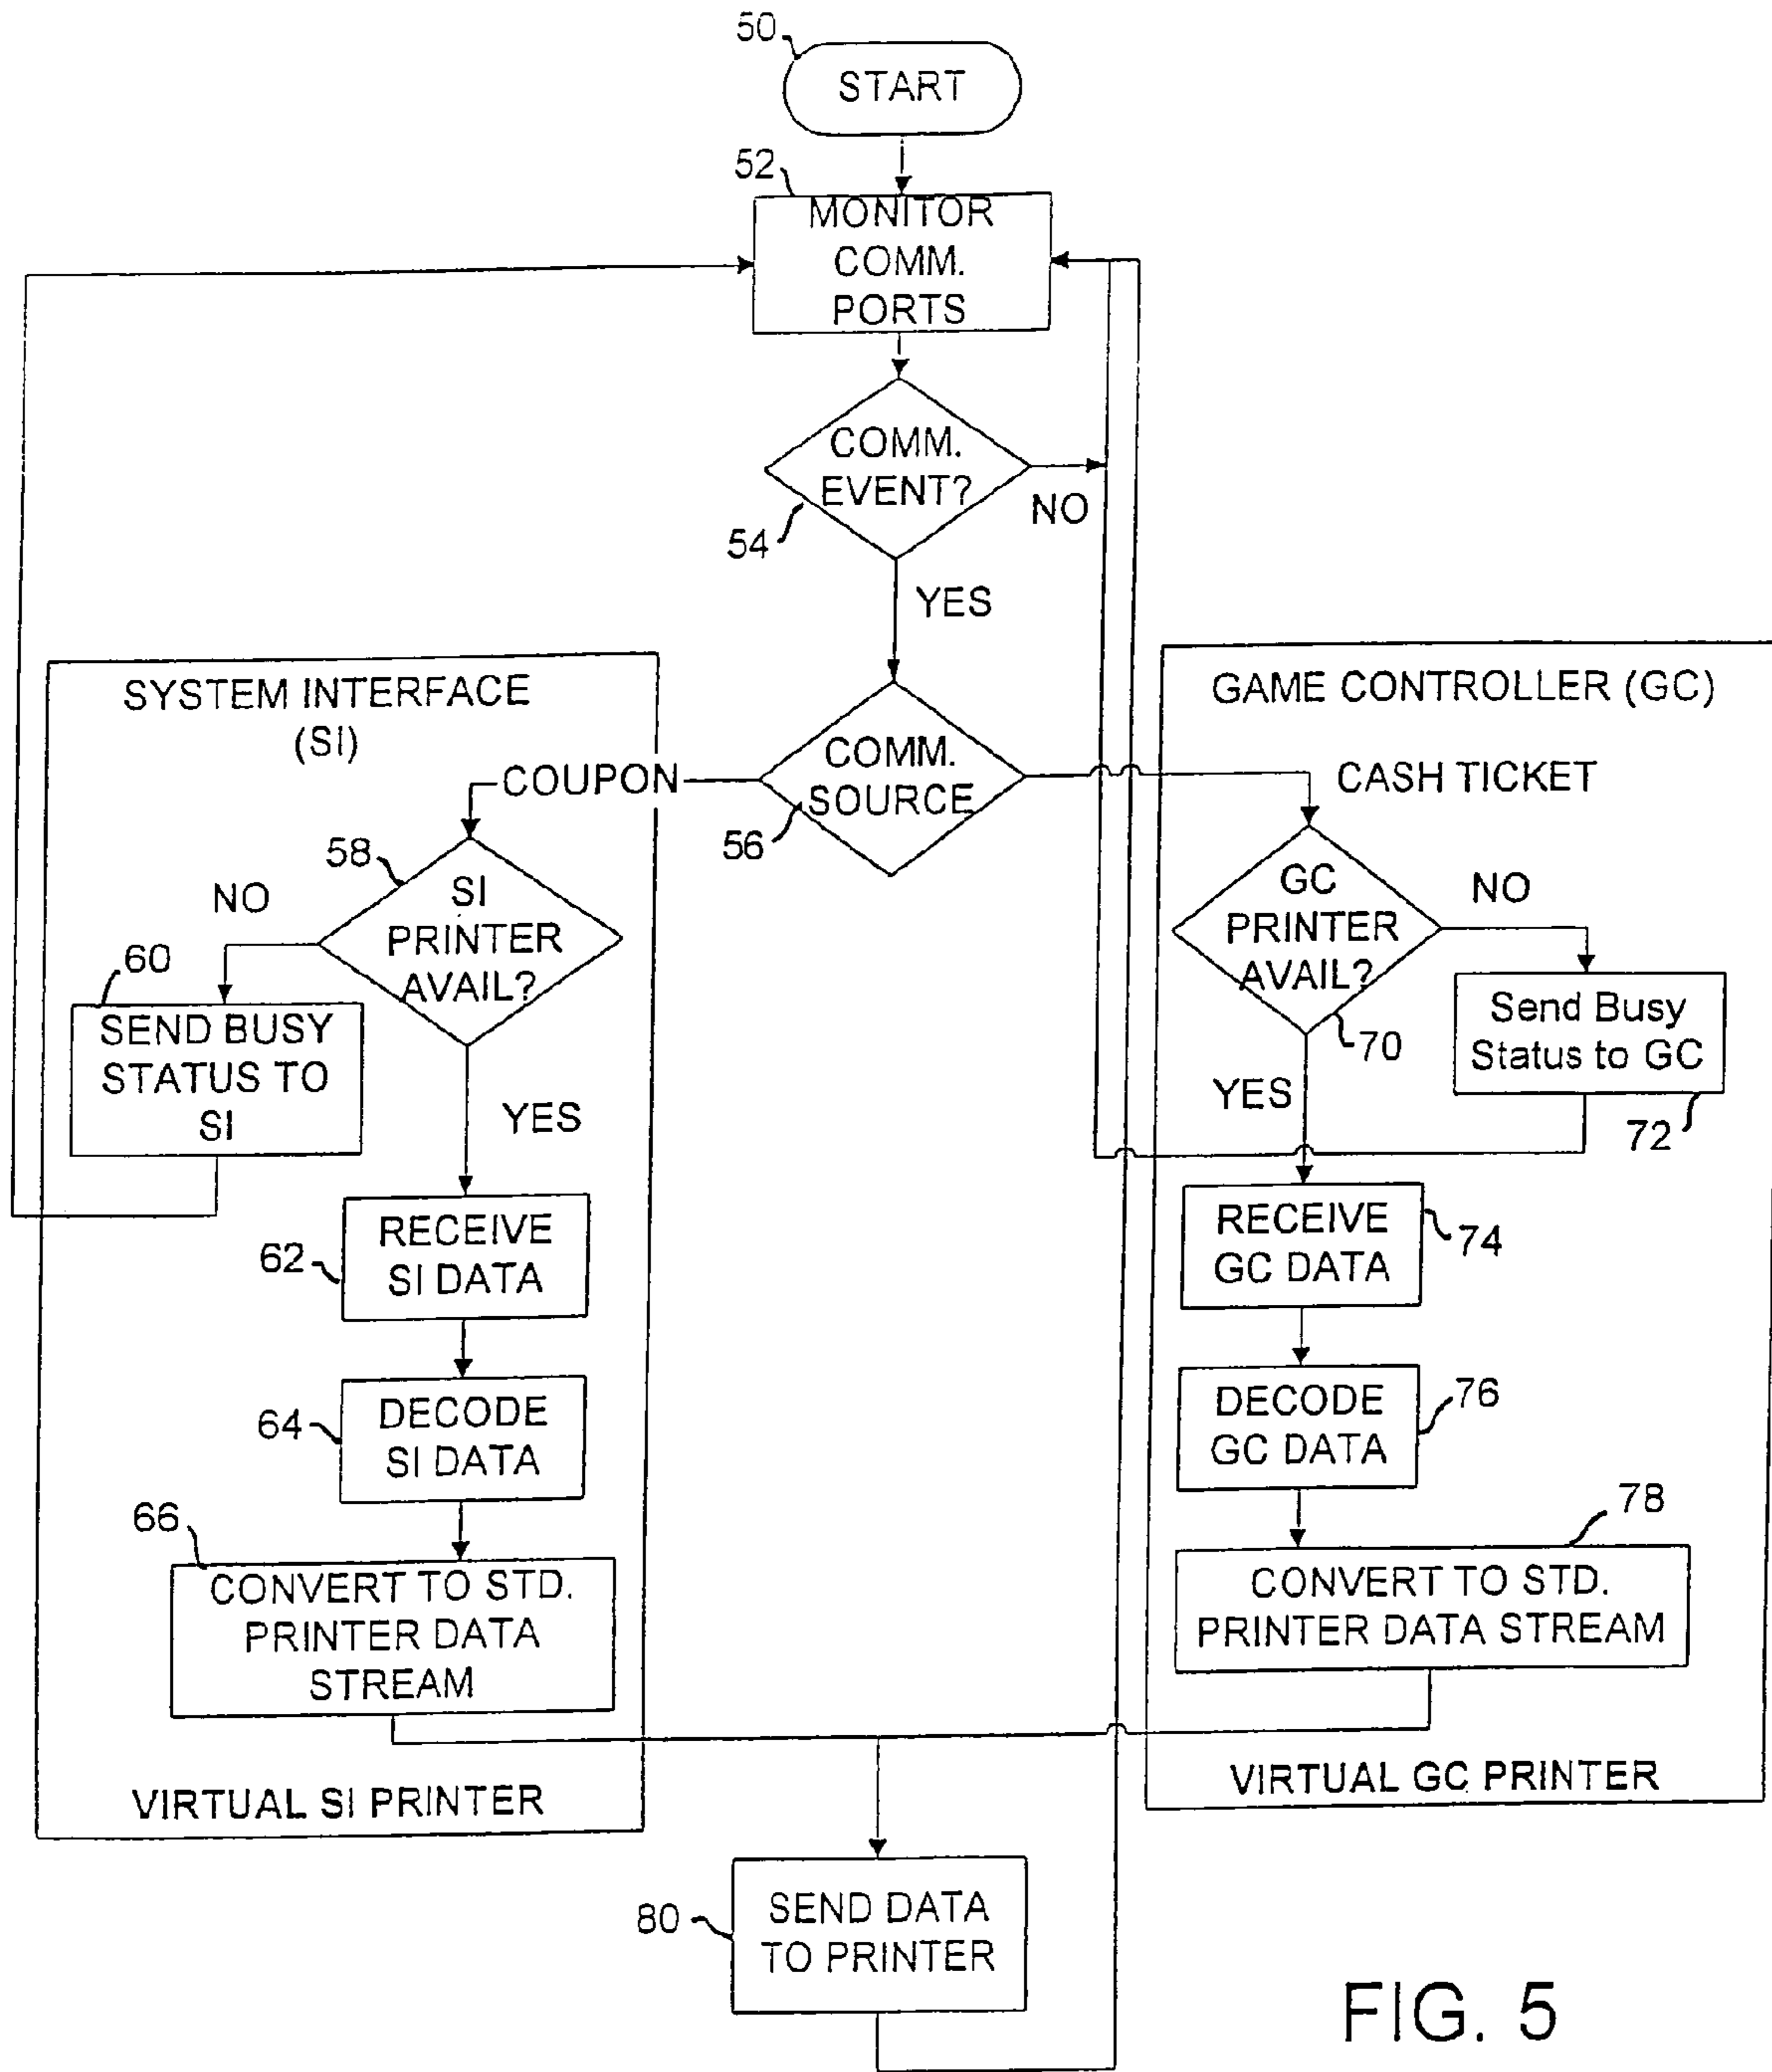 50
START
52
MONITOR
COMM.
PORTS
COMM.
EVENT?
54
NO
YES
SYSTEM INTERFACE
(SI)
GAME CONTROLLER (GC)
COMM.
SOURCE
56
COUPON
CASH TICKET
58
SI
PRINTER
AVAIL?
NO
60
SEND BUSY
STATUS TO
SI
YES
62
RECEIVE
SI DATA
64
DECODE
SI DATA
66
CONVERT TO STD.
PRINTER DATA
STREAM
VIRTUAL SI PRINTER
GC
PRINTER
AVAIL?
70
NO
Send Busy
Status to GC
72
YES
RECEIVE
GC DATA
74
DECODE
GC DATA
76
78
CONVERT TO STD.
PRINTER DATA STREAM
VIRTUAL GC PRINTER
80
SEND DATA
TO PRINTER
FIG. 5